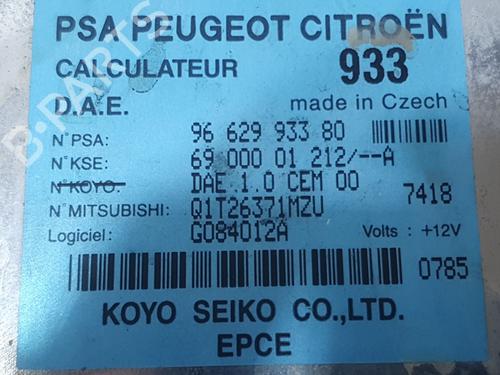 PSA PEUGEOT CITROËN
CALCULATEUR 933
D.A.E. made in Czech
N°PSA: 96 629 933 80
N°KSE: 69 000 01 212/--A
N°KOYO: DAE 1.0 CEM 00 7418
N°MITSUBISHI: Q1T26371MZU
Logiciel: G084012A Volts : +12V
0785
KOYO SEIKO CO.,LTD.
EPCE
B-PARTS